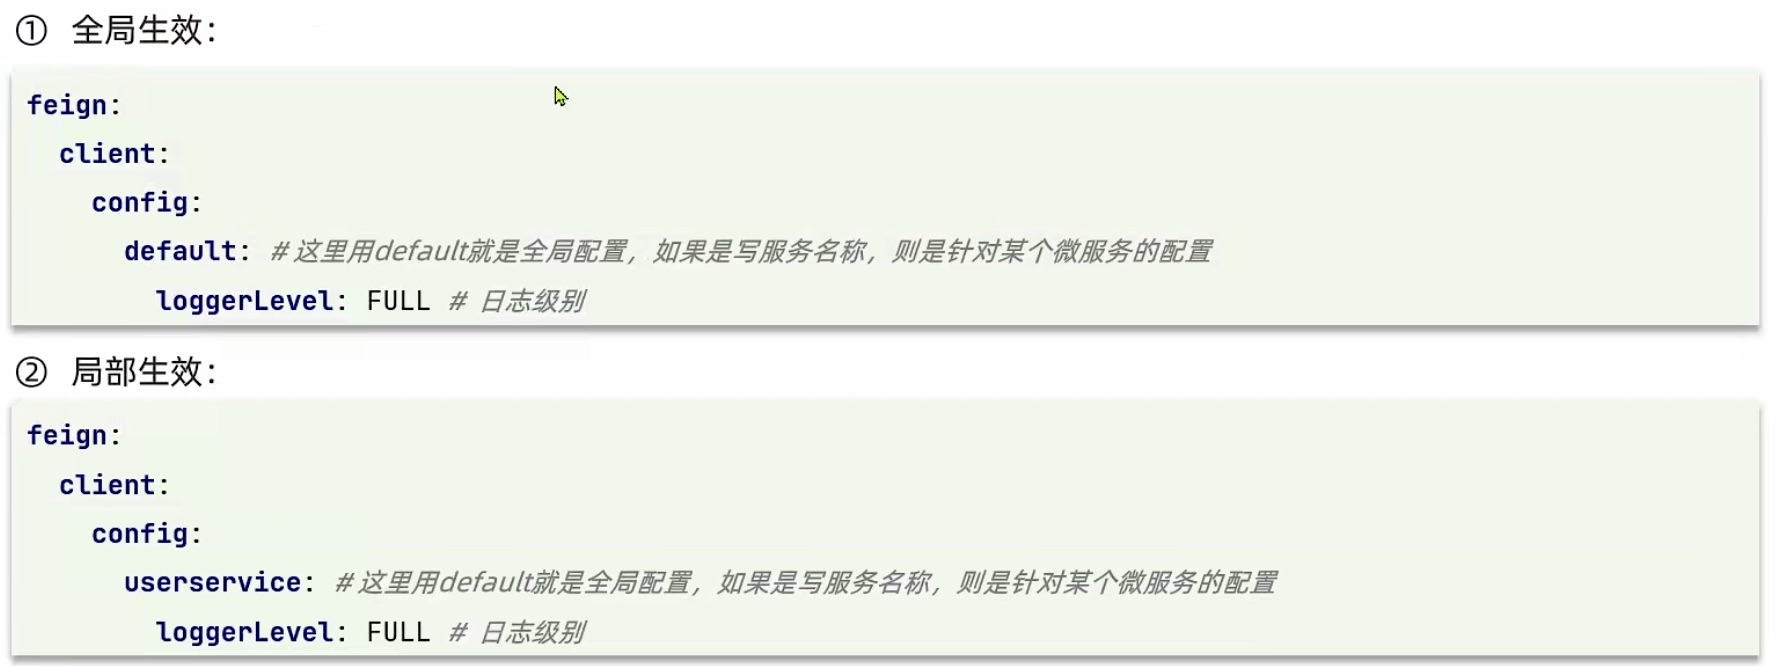 ① 全局生效：
feign:
  client:
    config:
      default: # 这里用default就是全局配置，如果是写服务名称，则是针对某个微服务的配置
        loggerLevel: FULL # 日志级别
② 局部生效：
feign:
  client:
    config:
      userservice: # 这里用default就是全局配置，如果是写服务名称，则是针对某个微服务的配置
        loggerLevel: FULL # 日志级别